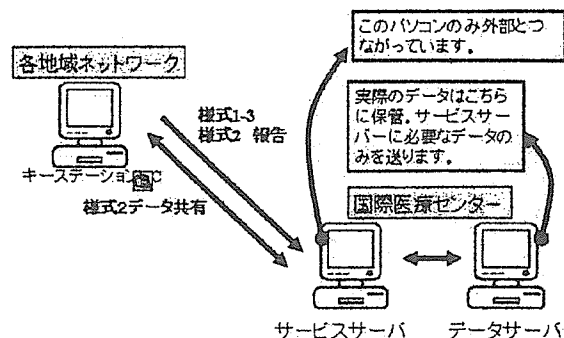 このパソコンのみ外部とつ
ながっています。
各地域ネットワーク
実際のデータはこちら
に保管。サービスサー
バーに必要なデータの
みを送ります。
様式1-3
様式2 報告
キーステーション
C
様式2データ共有
国際医療センター
サービスサーバ
データサーバ